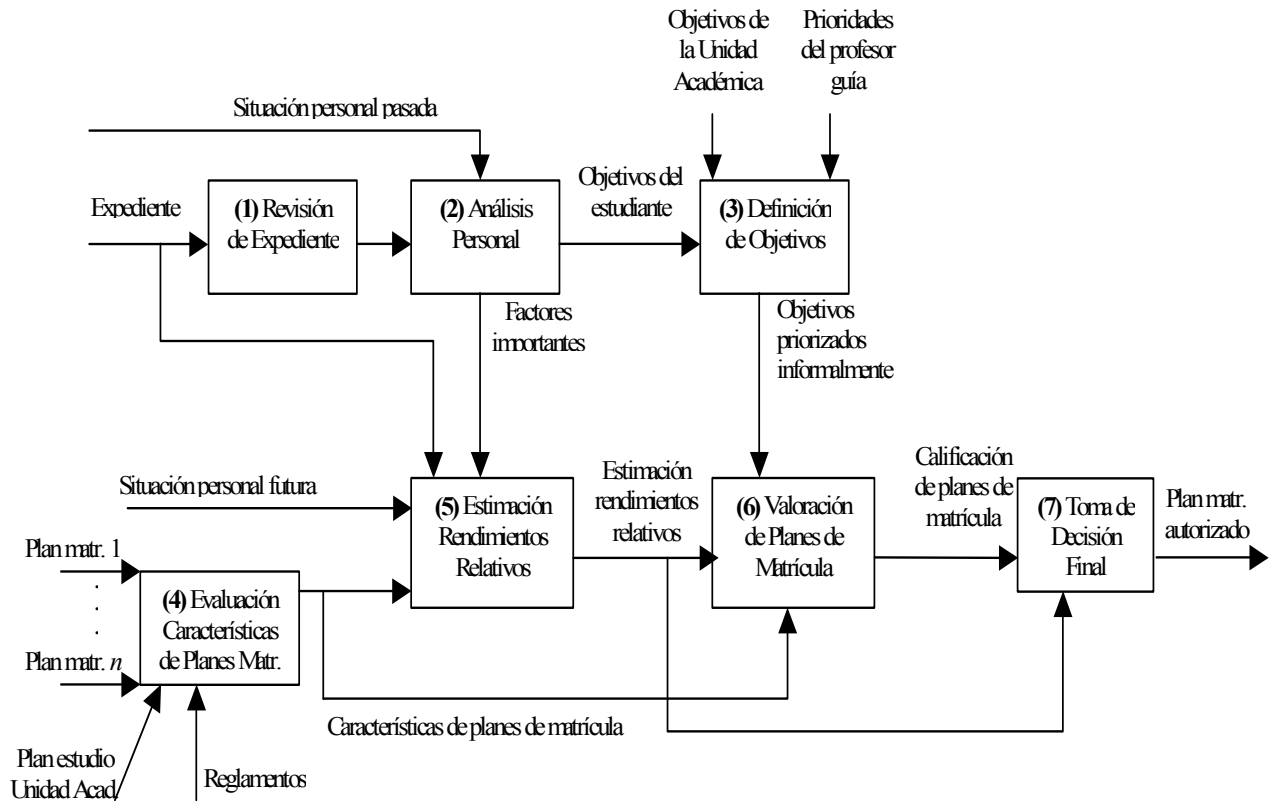 Objetivos de
la Unidad
Académica
Prioridades
del profesor
guía
Situación personal pasada
Expediente
(1) Revisión
de Expediente
(2) Análisis
Personal
Objetivos del
estudiante
(3) Definición
de Objetivos
Factores
importantes
Objetivos
priorizados
informalmente
Situación personal futura
(5) Estimación
Rendimientos
Relativos
Estimación
rendimientos
relativos
(6) Valoración
de Planes de
Matrícula
Calificación
de planes de
matrícula
(7) Toma de
Decisión
Final
Plan matr.
autorizado
Plan matr. 1
.
.
.
Plan matr. n
(4) Evaluación
Características
de Planes Matr.
Características de planes de matrícula
Plan estudio
Unidad Acad.
Reglamentos